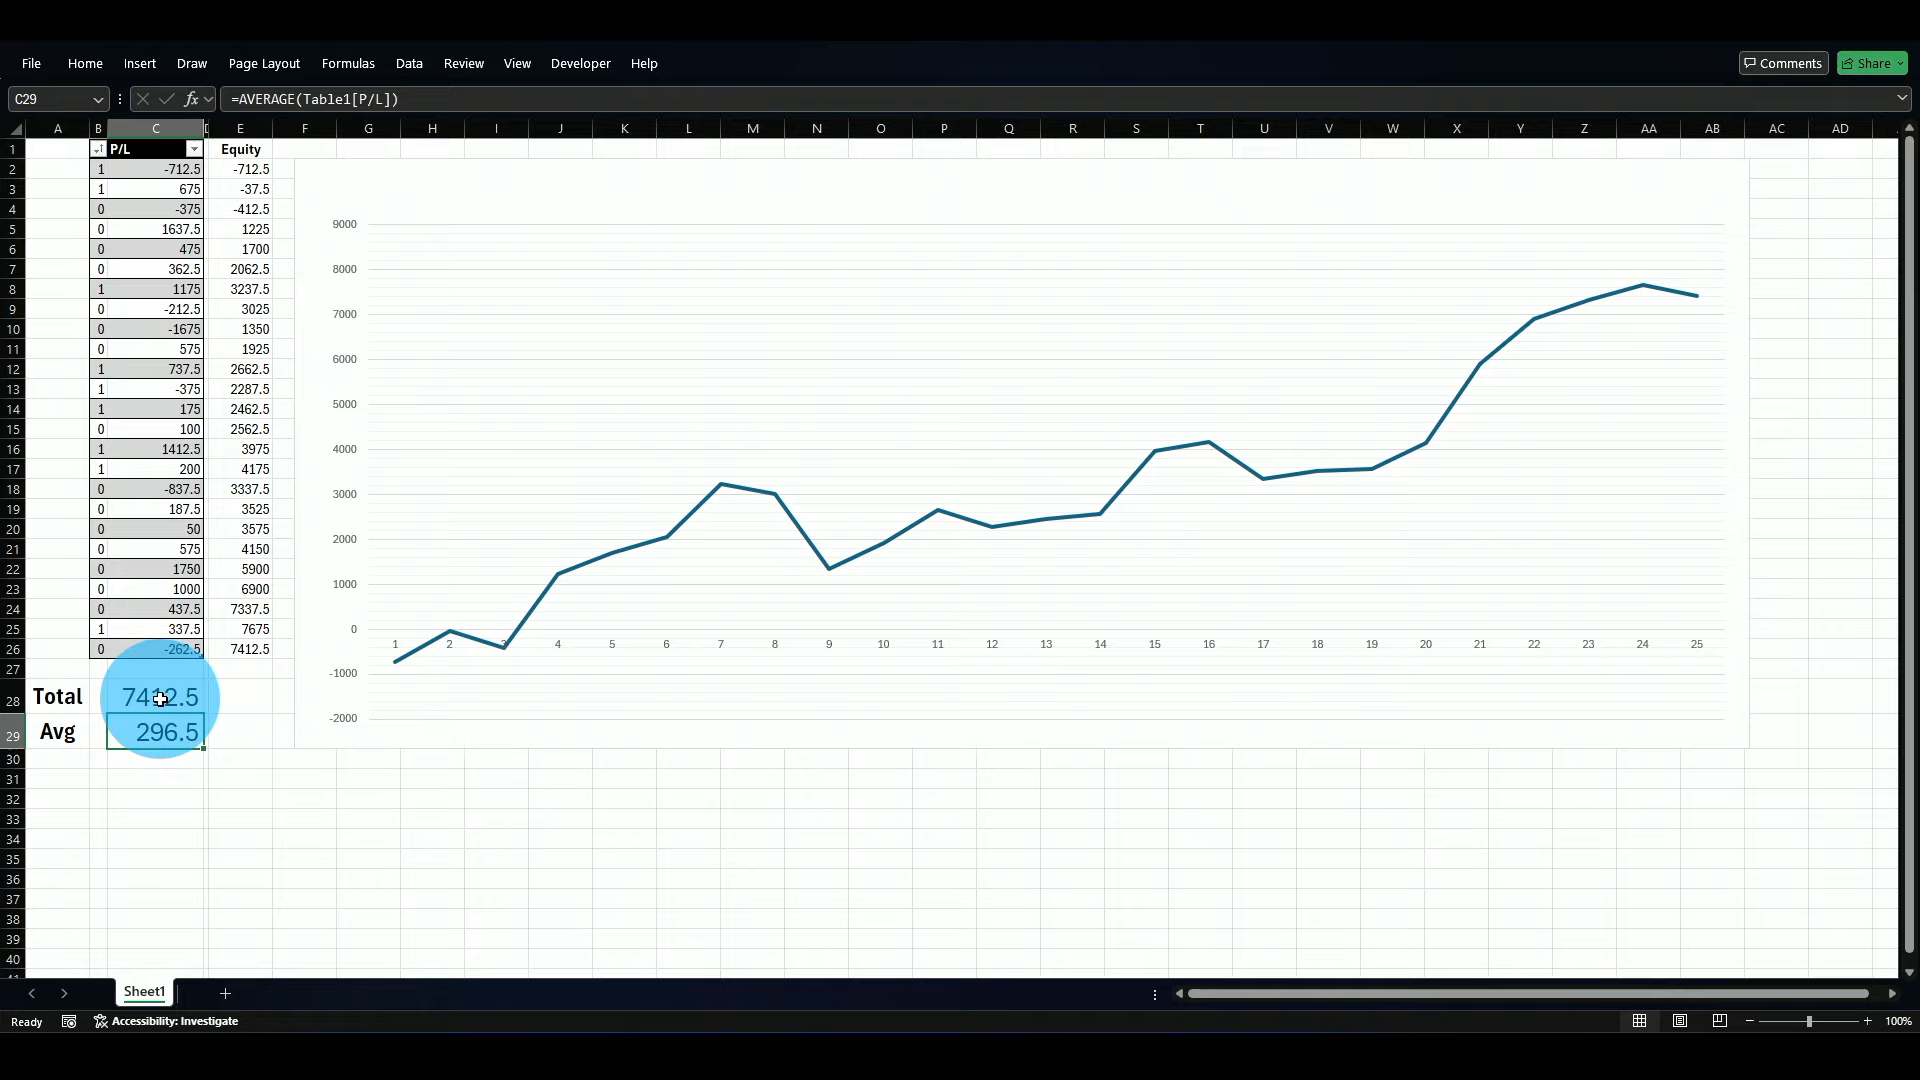 File Home Insert Draw Page Layout Formulas Data Review View Developer Help Comments Share
C29 fx =AVERAGE(Table1[P/L])
A B C E F G H I J K L M N O P Q R S T U V W X Y Z AA AB AC AD
1 P/L Equity
2 1 -712.5 -712.5
3 1 675 -37.5
4 0 -375 -412.5
5 0 1637.5 1225
6 0 475 1700
7 0 362.5 2062.5
8 1 1175 3237.5
9 0 -212.5 3025
10 0 -1675 1350
11 0 575 1925
12 1 737.5 2662.5
13 1 -375 2287.5
14 1 175 2462.5
15 0 100 2562.5
16 1 1412.5 3975
17 1 200 4175
18 0 -837.5 3337.5
19 0 187.5 3525
20 0 50 3575
21 0 575 4150
22 0 1750 5900
23 0 1000 6900
24 0 437.5 7337.5
25 1 337.5 7675
26 0 -262.5 7412.5
27
28 Total 7412.5
29 Avg 296.5
30
31
32
33
34
35
36
37
38
39
40
9000
8000
7000
6000
5000
4000
3000
2000
1000
0
1 2 3 4 5 6 7 8 9 10 11 12 13 14 15 16 17 18 19 20 21 22 23 24 25
-1000
-2000
Sheet1
Ready Accessibility: Investigate 100%